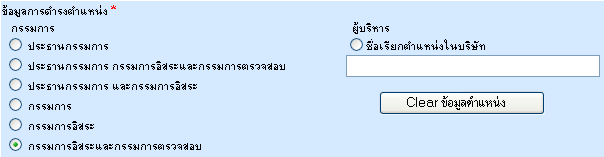 ข้อมูลการดำรงตำแหน่ง *
กรรมการ
ประธานกรรมการ
ประธานกรรมการ กรรมการอิสระและกรรมการตรวจสอบ
ประธานกรรมการ และกรรมการอิสระ
กรรมการ
กรรมการอิสระ
กรรมการอิสระและกรรมการตรวจสอบ
ผู้บริหาร
ชื่อเรียกตำแหน่งในบริษัท
Clear ข้อมูลตำแหน่ง